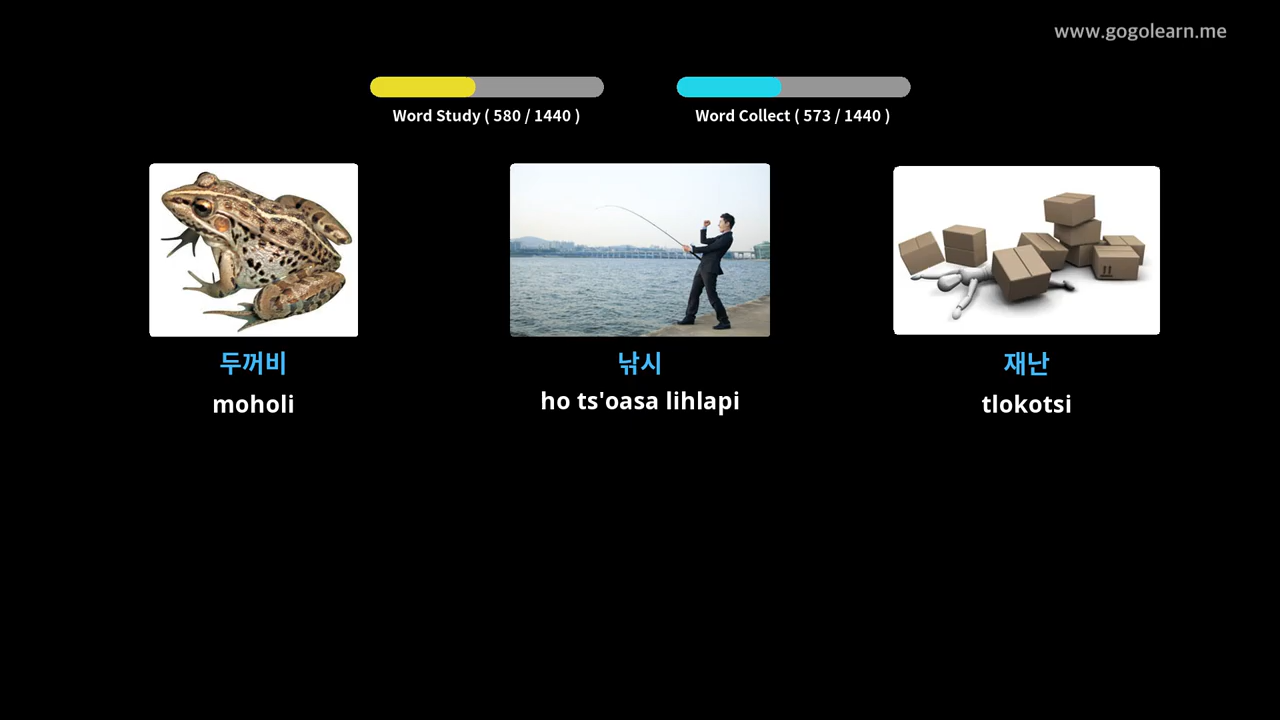 www.gogolearn.me
Word Study ( 580 / 1440 )
Word Collect ( 573 / 1440 )
두꺼비
moholi
낚시
ho ts'oasa lihlapi
재난
tlokotsi